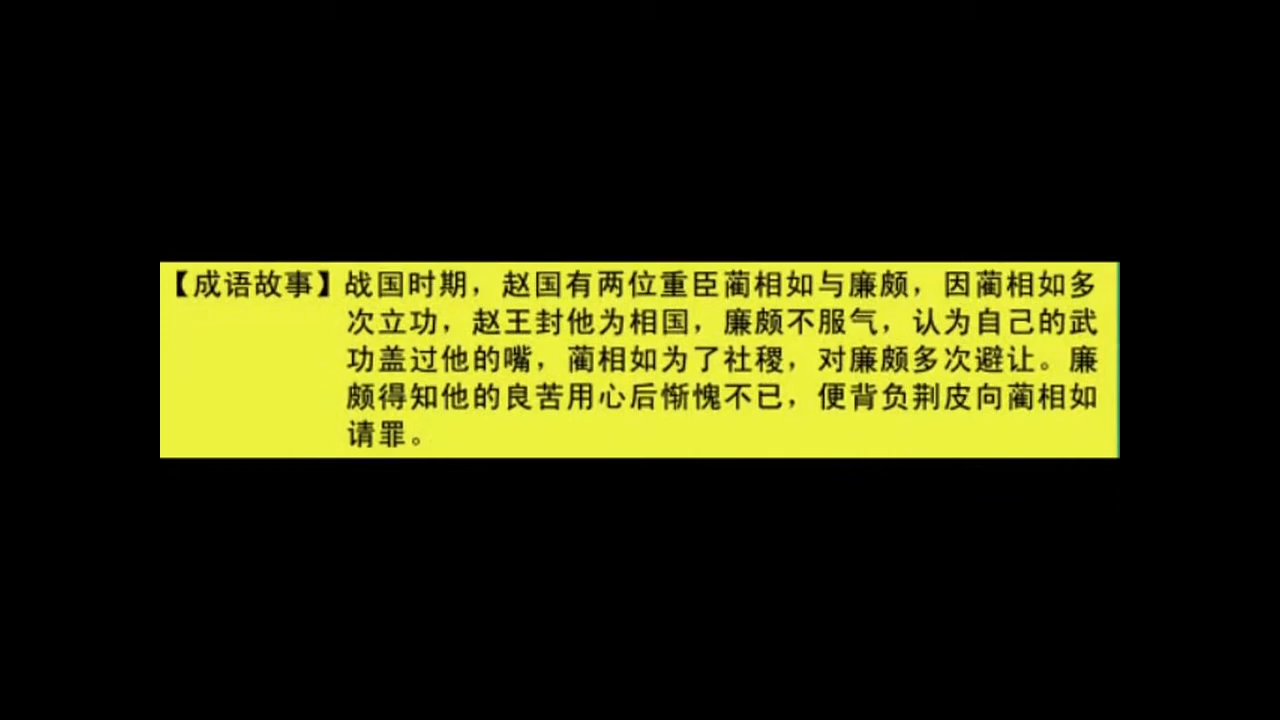 【成语故事】战国时期，赵国有两位重臣蔺相如与廉颇，因蔺相如多
次立功，赵王封他为相国，廉颇不服气，认为自己的武
功盖过他的嘴，蔺相如为了社稷，对廉颇多次避让。廉
颇得知他的良苦用心后惭愧不已，便背负荆皮向蔺相如
请罪。